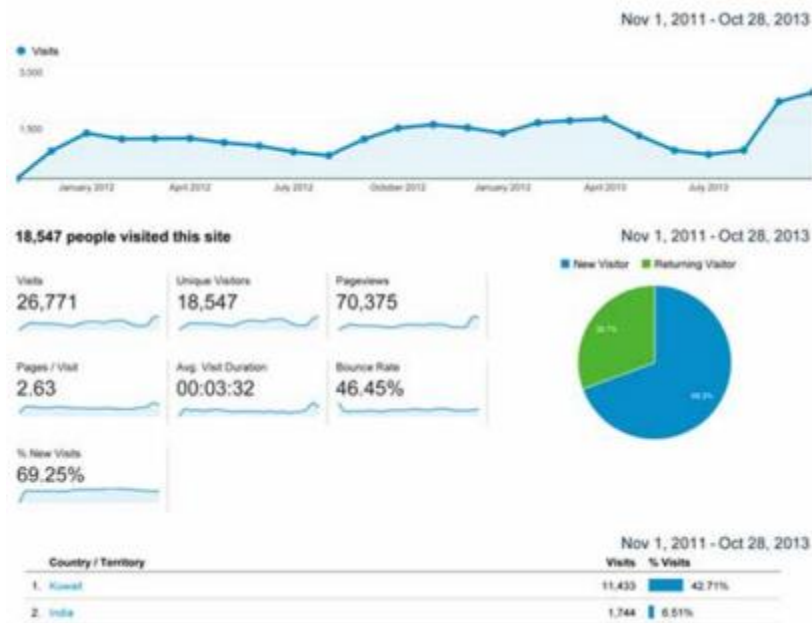 Nov 1, 2011 - Oct 28, 2013
Visits
3,000
1,500
January 2012 April 2012 July 2012 October 2012 January 2013 April 2013 July 2013
18,547 people visited this site
Nov 1, 2011 - Oct 28, 2013
New Visitor Returning Visitor
Visits Unique Visitors Pageviews
26,771 18,547 70,375
30.7%
Pages / Visit Avg. Visit Duration Bounce Rate
2.63 00:03:32 46.45%
69.3%
% New Visits
69.25%
Nov 1, 2011 - Oct 28, 2013
Country / Territory Visits % Visits
1. Kuwait 11,433 42.71%
2. India 1,744 6.51%